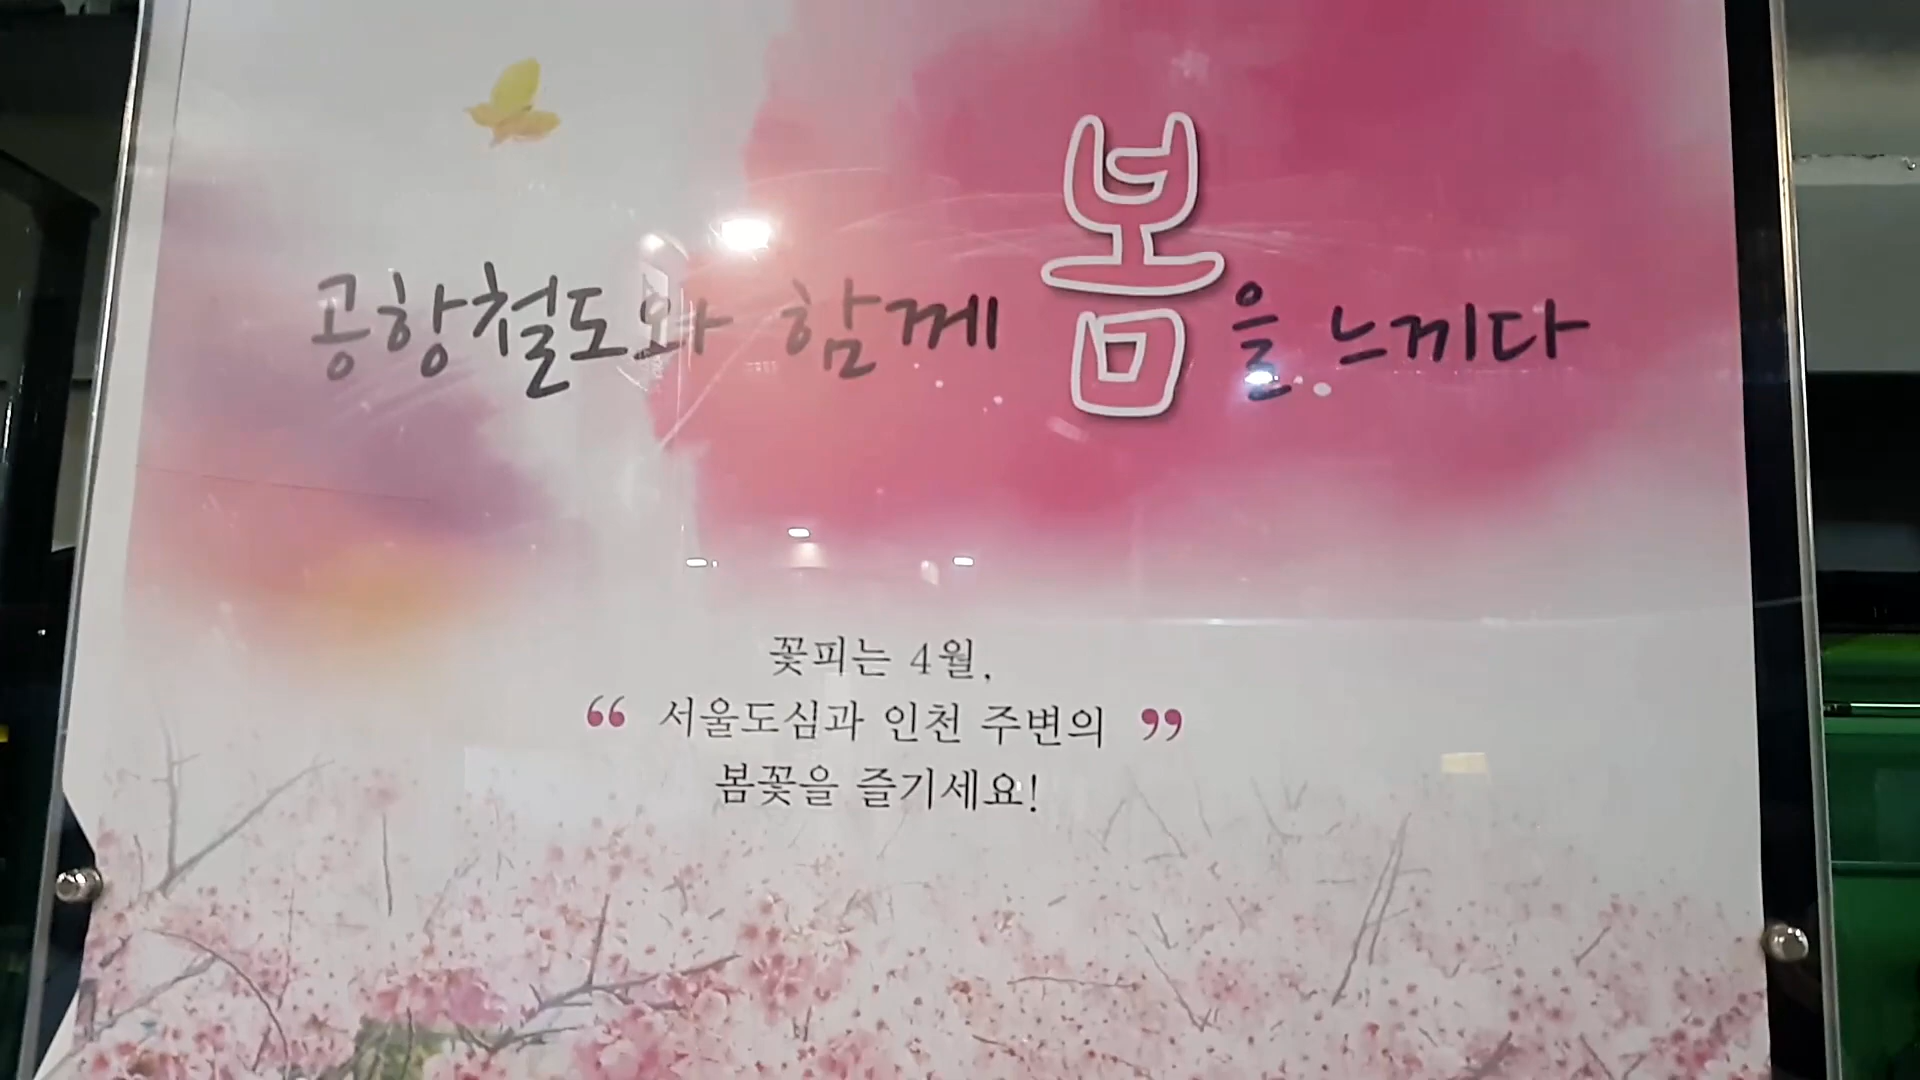 공항철도와 함께 봄을 느끼다
꽃피는 4월,
“ 서울도심과 인천 주변의 ”
봄꽃을 즐기세요!